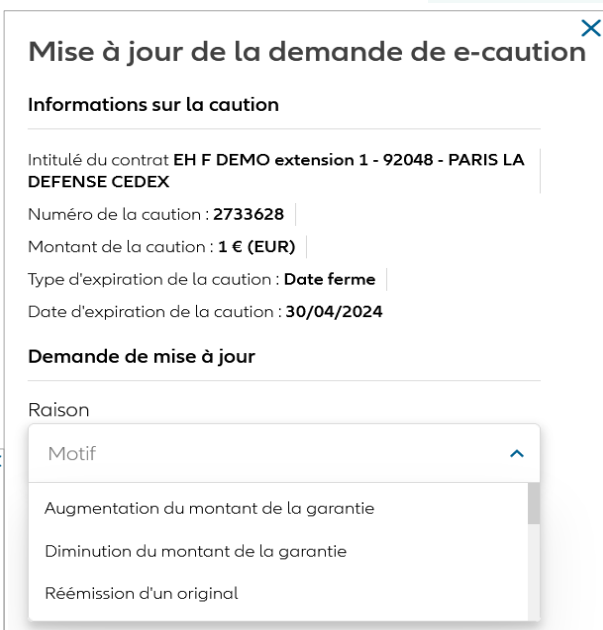 Mise à jour de la demande de e-caution
Informations sur la caution
Intitulé du contrat EH F DEMO extension 1 - 92048 - PARIS LA
DEFENSE CEDEX
Numéro de la caution : 2733628
Montant de la caution : 1 € (EUR)
Type d'expiration de la caution : Date ferme
Date d'expiration de la caution : 30/04/2024
Demande de mise à jour
Raison
Motif
Augmentation du montant de la garantie
Diminution du montant de la garantie
Réémission d'un original